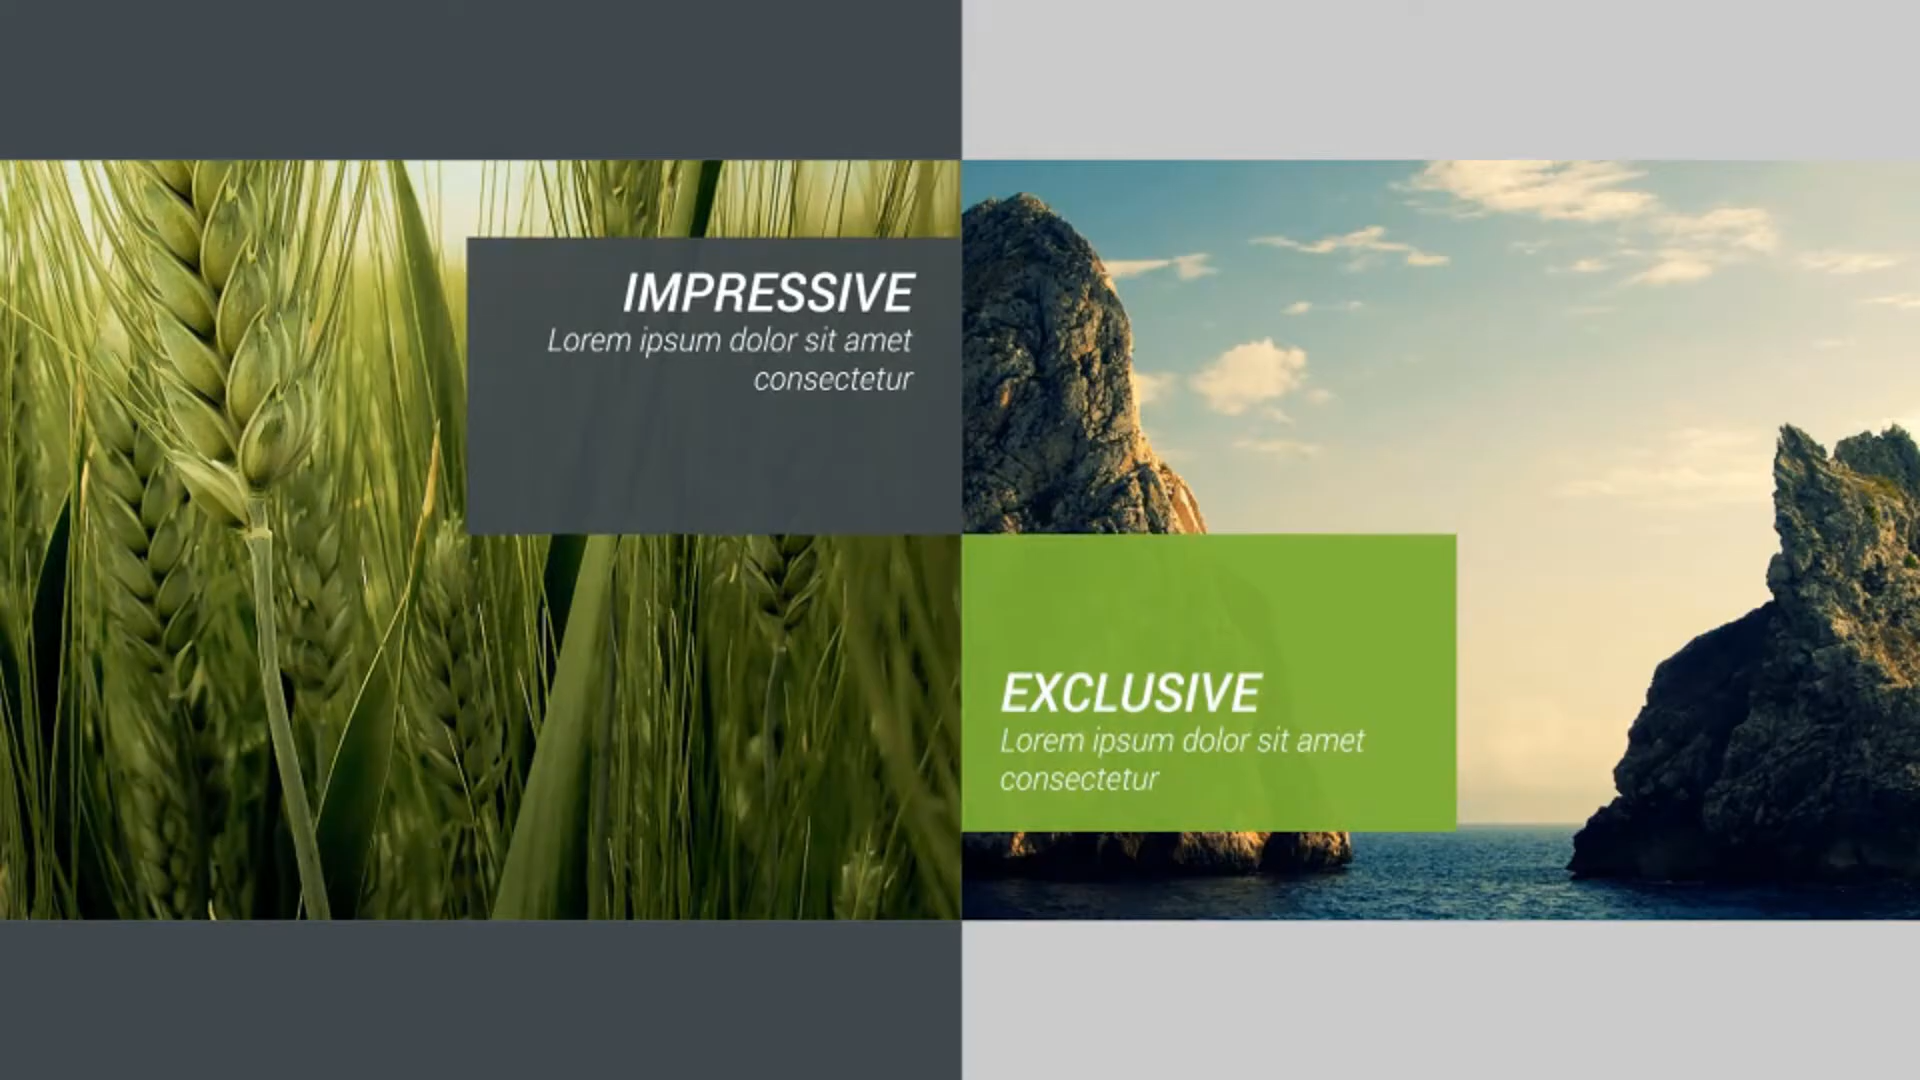 IMPRESSIVE
Lorem ipsum dolor sit amet
consectetur
EXCLUSIVE
Lorem ipsum dolor sit amet
consectetur